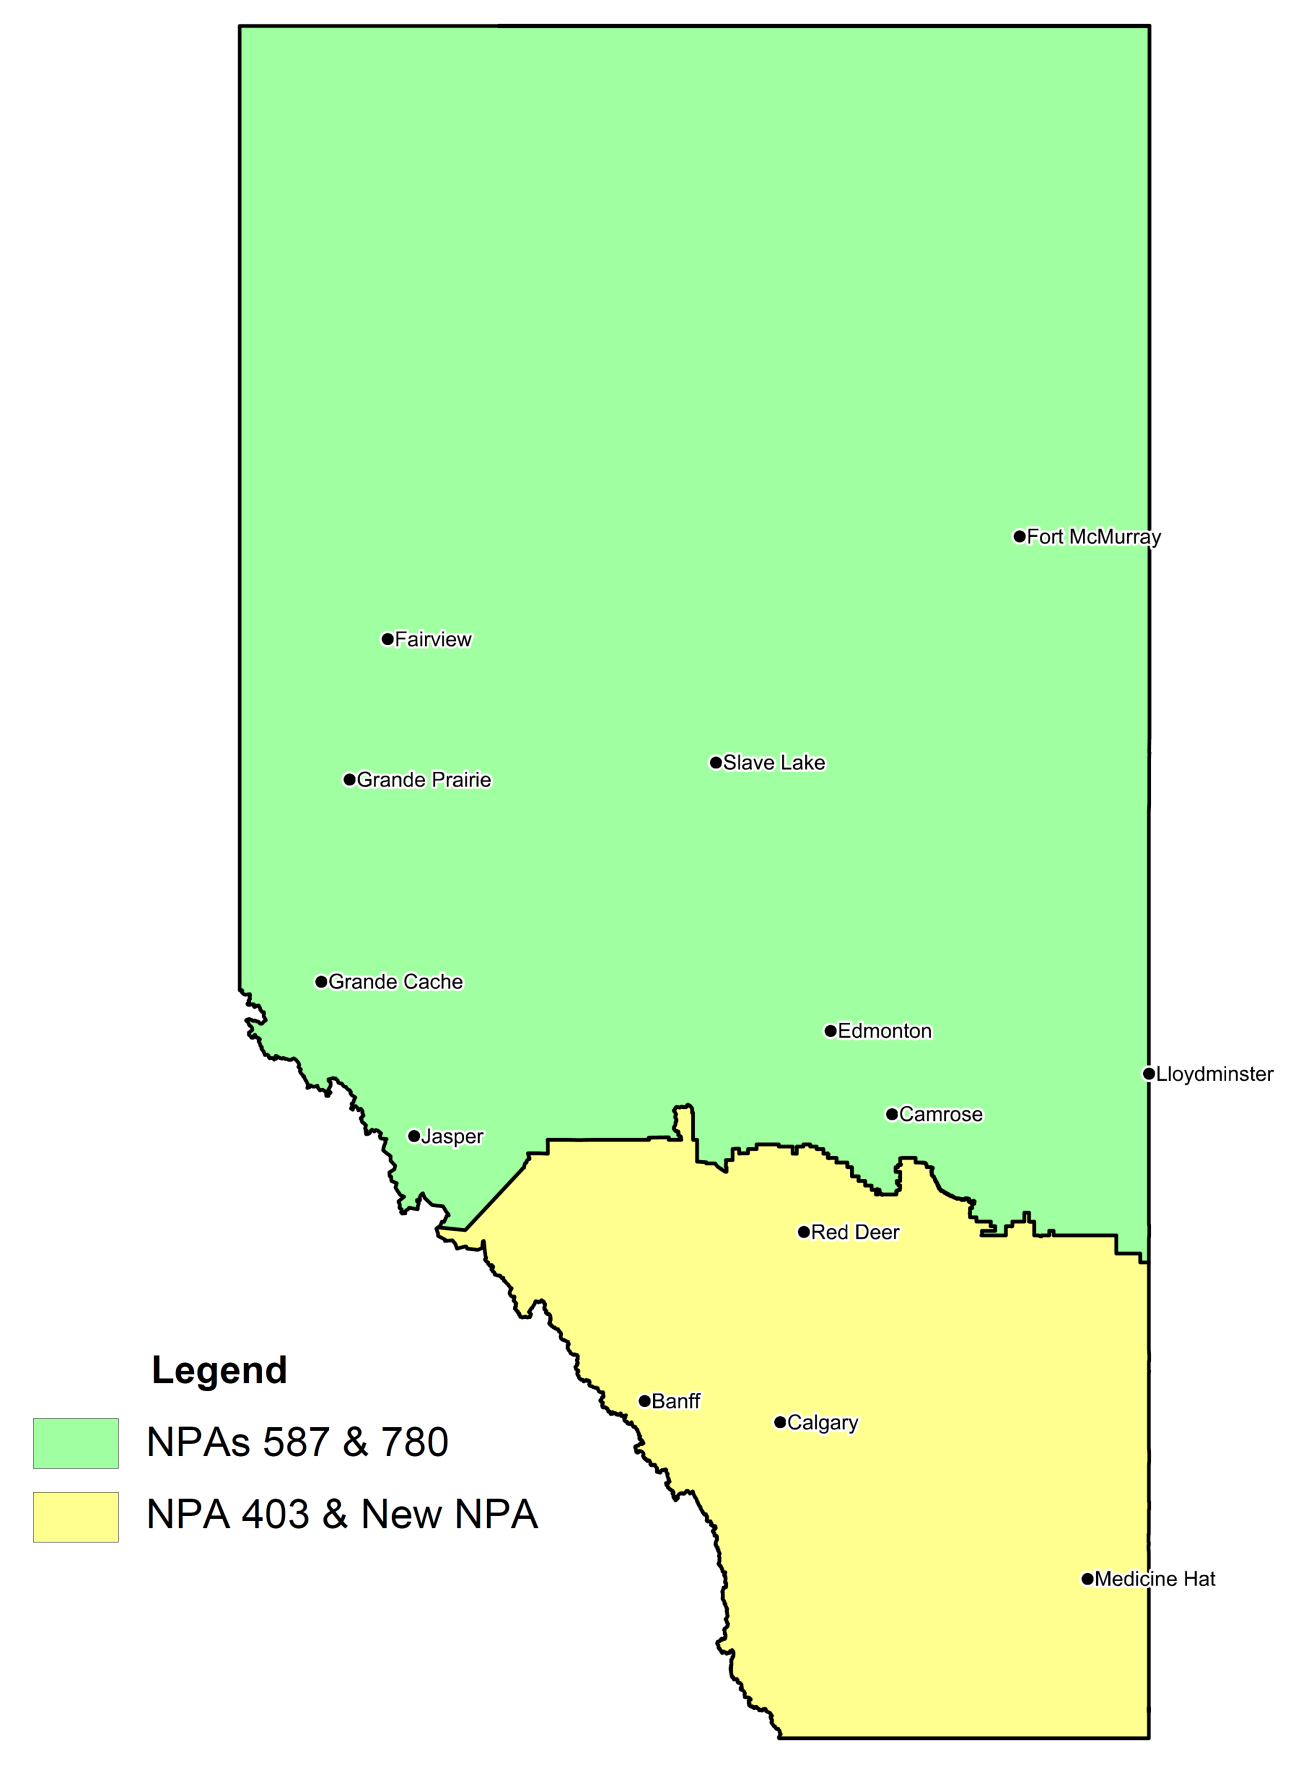 Fort McMurray
Fairview
Slave Lake
Grande Prairie
Grande Cache
Edmonton
Lloydminster
Camrose
Jasper
Red Deer
Legend
Banff
Calgary
NPAs 587 & 780
NPA 403 & New NPA
Medicine Hat